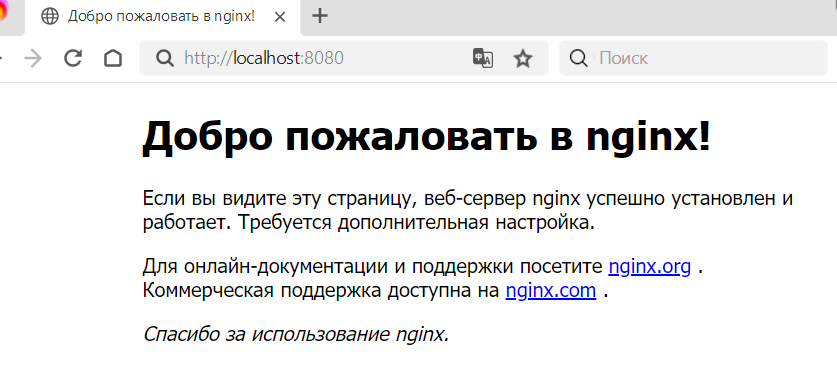 Добро пожаловать в nginx!
http://localhost:8080
Поиск
Добро пожаловать в nginx!
Если вы видите эту страницу, веб-сервер nginx успешно установлен и
работает. Требуется дополнительная настройка.
Для онлайн-документации и поддержки посетите nginx.org .
Коммерческая поддержка доступна на nginx.com .
Спасибо за использование nginx.